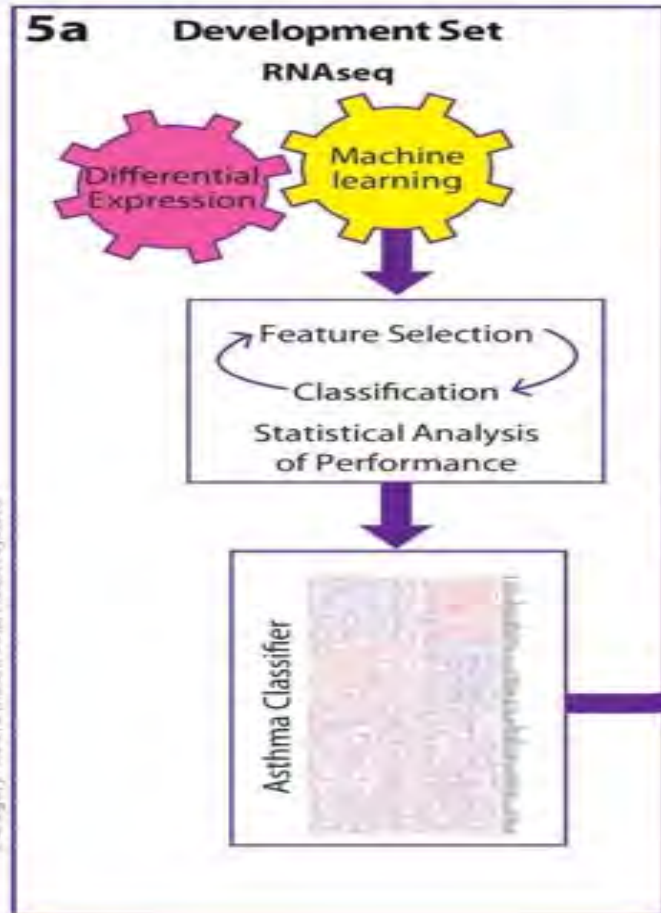 5a Development Set
RNAseq
Differential
Expression
Machine
learning
Feature Selection
Classification
Statistical Analysis
of Performance
Asthma Classifier